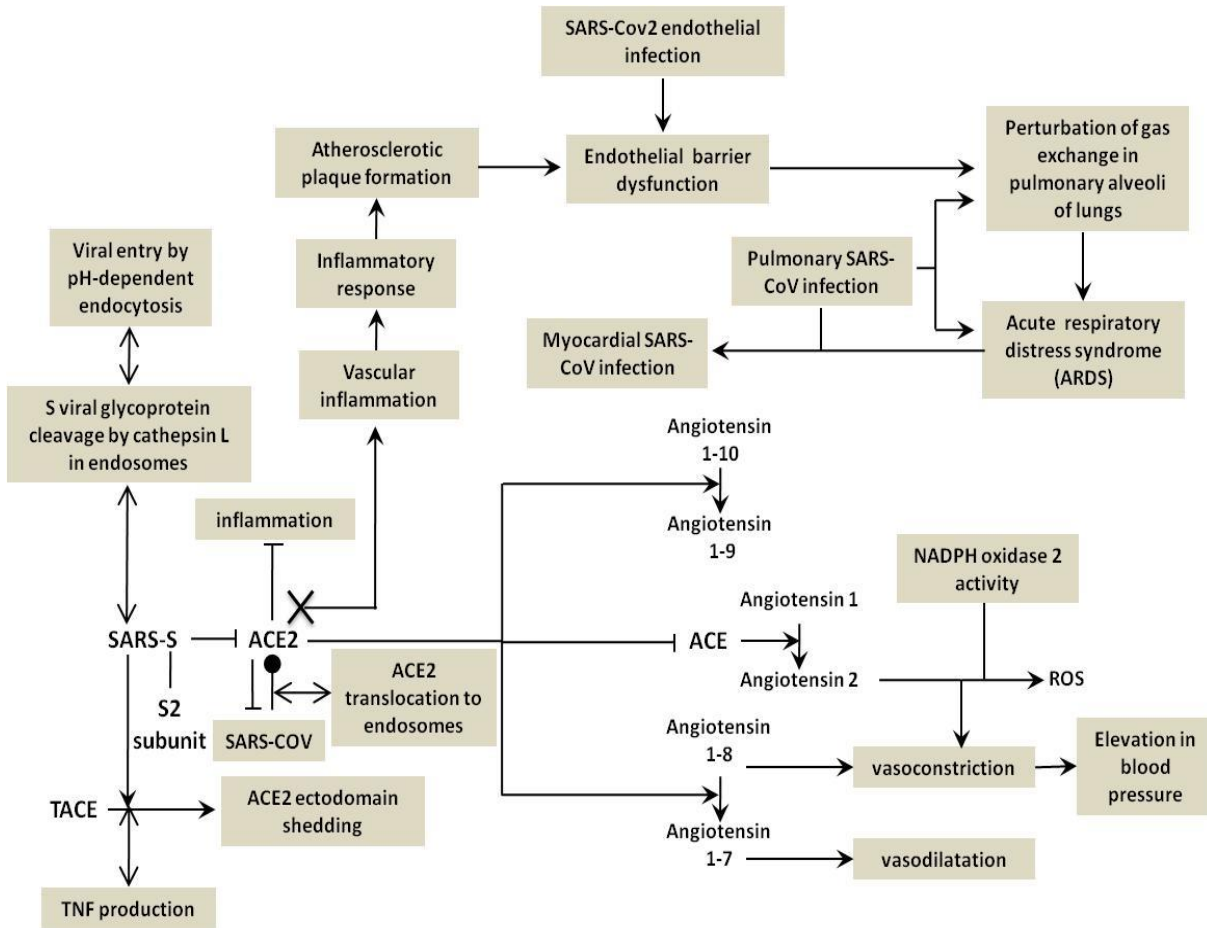 SARS-Cov2 endothelial
infection
Atherosclerotic
plaque formation
Endothelial barrier
dysfunction
Perturbation of gas
exchange in
pulmonary alveoli
of lungs
Viral entry by
pH-dependent
endocytosis
Inflammatory
response
Pulmonary SARS-
CoV infection
Myocardial SARS-
CoV infection
Acute respiratory
distress syndrome
(ARDS)
Vascular
inflammation
S viral glycoprotein
cleavage by cathepsin L
in endosomes
Angiotensin
1-10
inflammation
Angiotensin
1-9
NADPH oxidase 2
activity
Angiotensin 1
SARS-S
ACE2
ACE
ACE2
translocation to
endosomes
Angiotensin 2
ROS
S2
subunit
SARS-COV
Angiotensin
1-8
vasoconstriction
Elevation in
blood
pressure
TACE
ACE2 ectodomain
shedding
Angiotensin
1-7
vasodilatation
TNF production